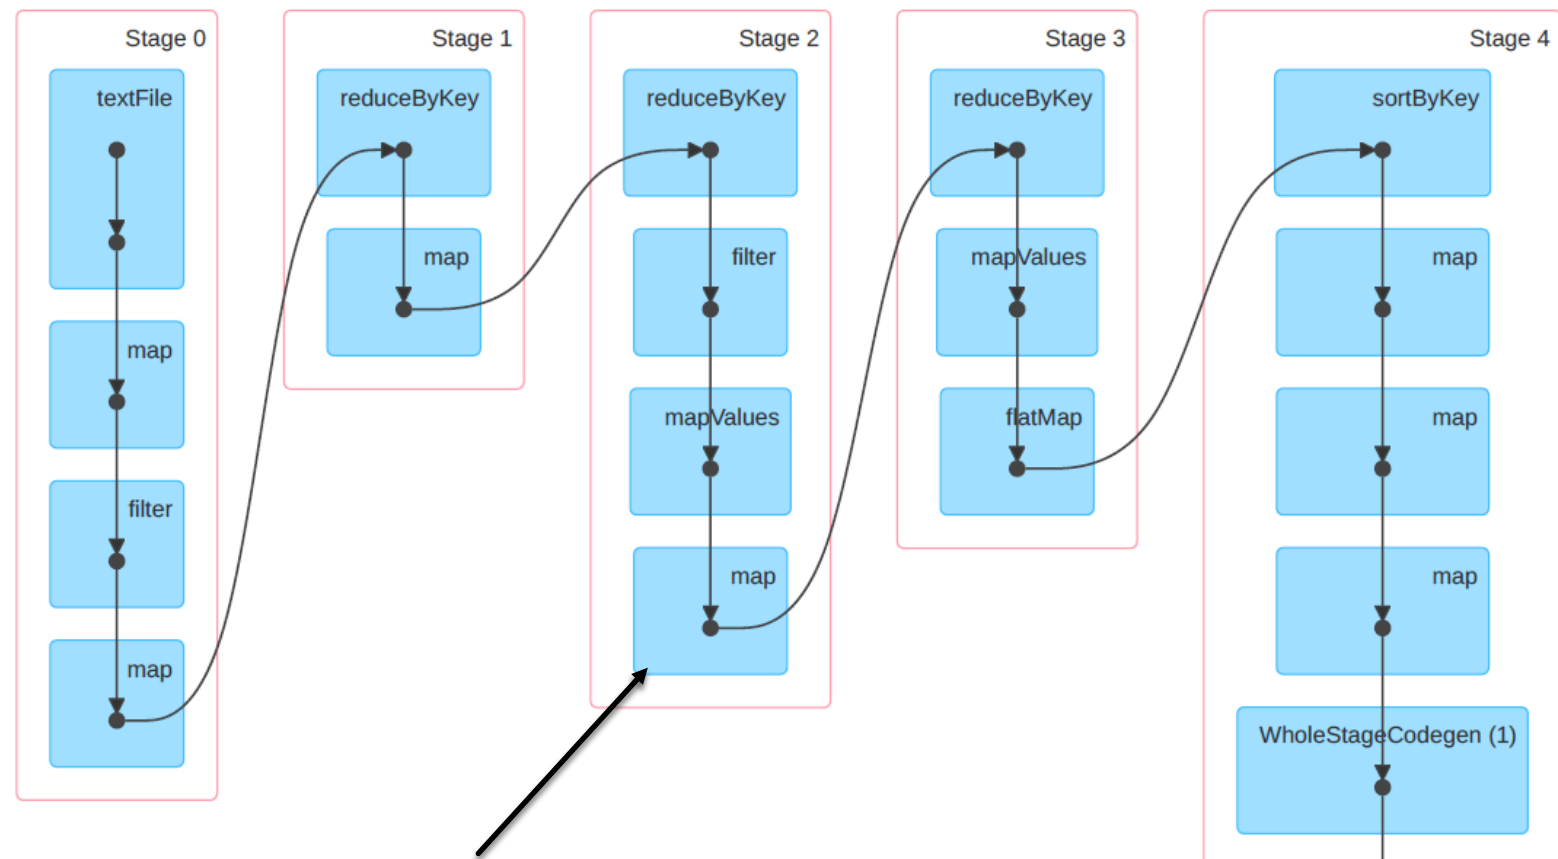 Stage 0
textFile
map
filter
map
Stage 1
reduceByKey
map
Stage 2
reduceByKey
filter
mapValues
map
Stage 3
reduceByKey
mapValues
flatMap
Stage 4
sortByKey
map
map
map
WholeStageCodegen (1)